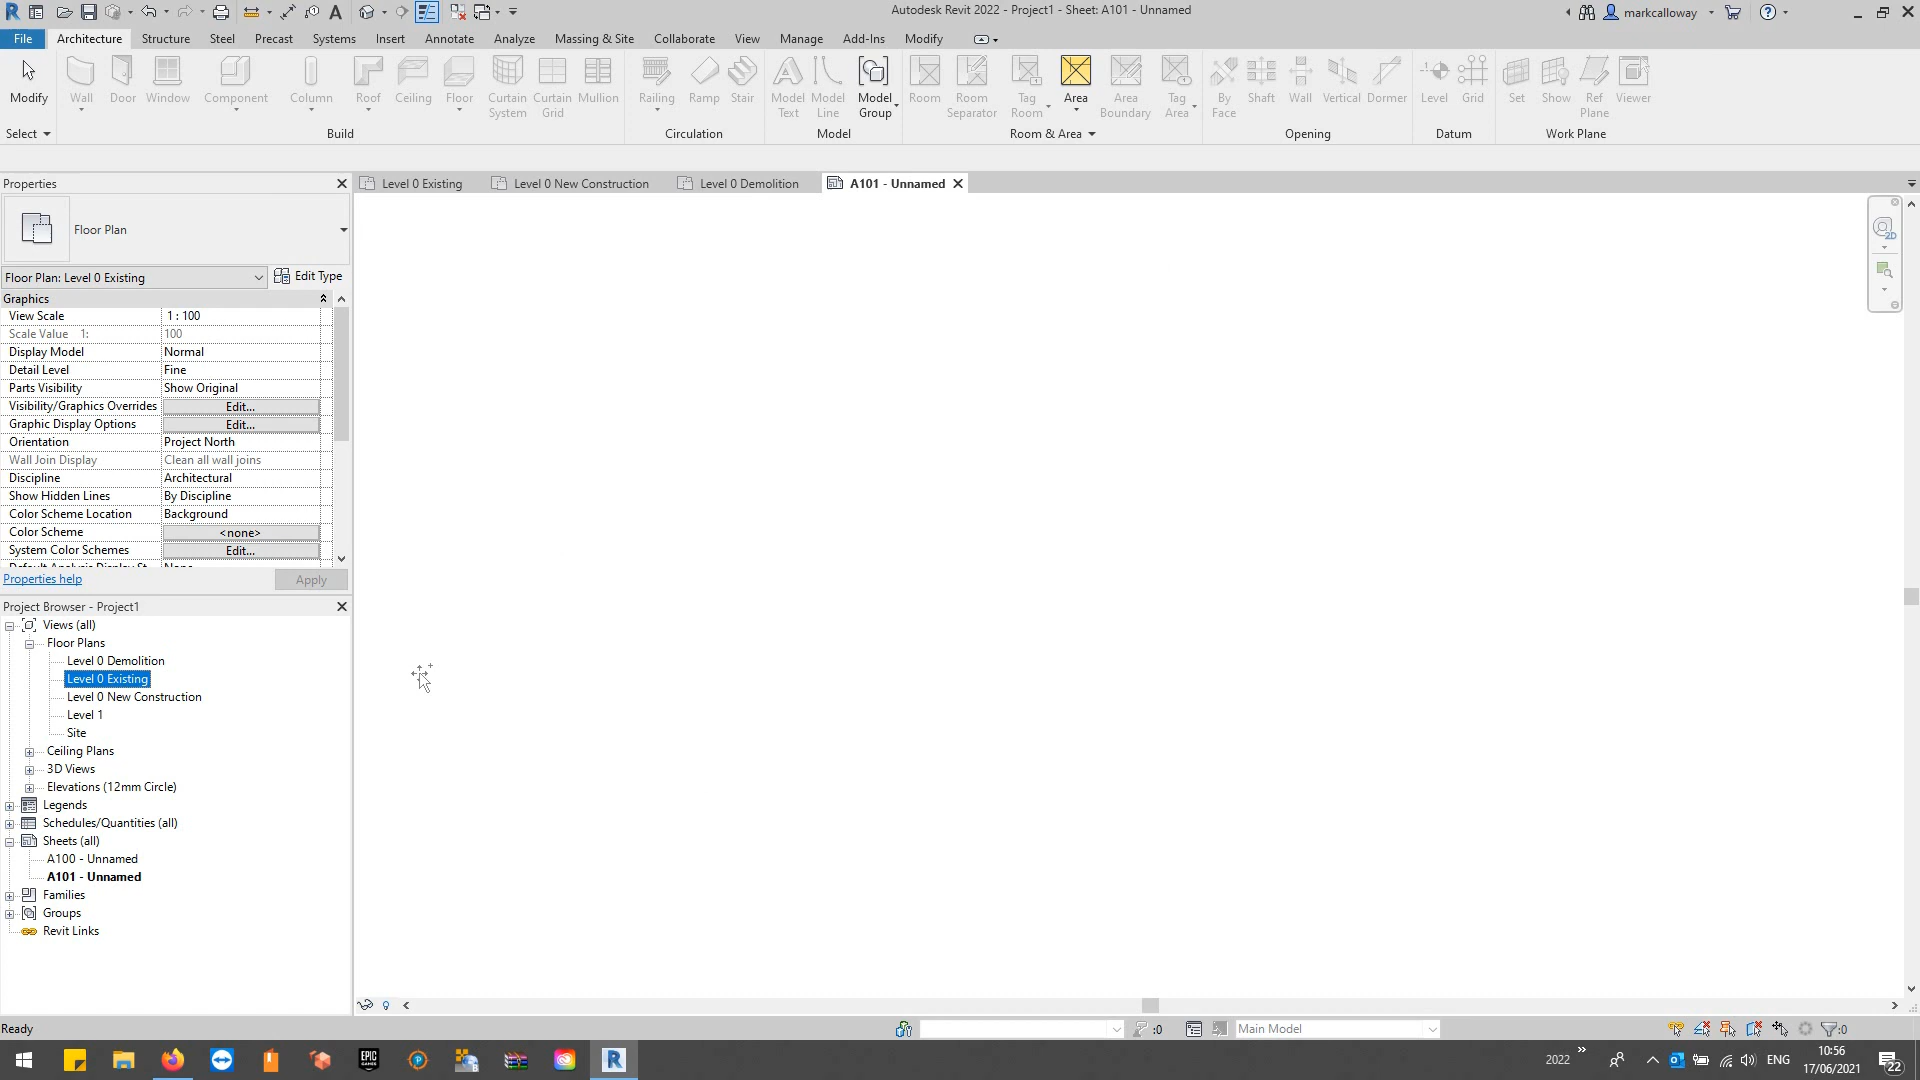 Autodesk Revit 2022 - Project1 - Sheet: A101 - Unnamed
markcalloway
File Architecture Structure Steel Precast Systems Insert Annotate Analyze Massing & Site Collaborate View Manage Add-Ins Modify
Modify Wall Door Window Component Column Roof Ceiling Floor Curtain System Curtain Grid Mullion Railing Ramp Stair Model Text Model Line Model Group Room Room Separator Tag Room Area Area Boundary Tag Area By Face Shaft Wall Vertical Dormer Level Grid Set Show Ref Plane Viewer
Select Build Circulation Model Room & Area Opening Datum Work Plane
Properties
Level 0 Existing Level 0 New Construction Level 0 Demolition A101 - Unnamed
2D
Floor Plan
Floor Plan: Level 0 Existing Edit Type
Graphics
View Scale 1 : 100
Scale Value 1: 100
Display Model Normal
Detail Level Fine
Parts Visibility Show Original
Visibility/Graphics Overrides Edit...
Graphic Display Options Edit...
Orientation Project North
Wall Join Display Clean all wall joins
Discipline Architectural
Show Hidden Lines By Discipline
Color Scheme Location Background
Color Scheme <none>
System Color Schemes Edit...
Properties help Apply
Project Browser - Project1
Views (all)
Floor Plans
Level 0 Demolition
Level 0 Existing
Level 0 New Construction
Level 1
Site
Ceiling Plans
3D Views
Elevations (12mm Circle)
Legends
Schedules/Quantities (all)
Sheets (all)
A100 - Unnamed
A101 - Unnamed
Families
Groups
Revit Links
Ready
:0
Main Model
:0
EPIC GAMES
2022
ENG
10:56
17/06/2021
22